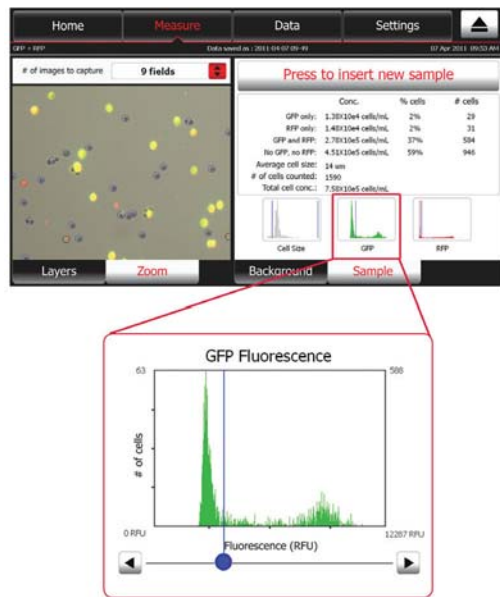 Home Measure Data Settings
GFP + RFP Data saved as : 2011-04-07 09-49 07 Apr 2011 09:50 AM
# of images to capture 9 fields
Press to insert new sample
Conc. % cells # cells
GFP only: 1.38X10e4 cells/mL 2% 29
RFP only: 1.48X10e4 cells/mL 2% 31
GFP and RFP: 2.78X10e5 cells/mL 37% 584
No GFP, no RFP: 4.51X10e5 cells/mL 59% 946
Average cell size: 14 um
# of cells counted: 1590
Total cell conc.: 7.58X10e5 cells/mL
Cell Size GFP RFP
Layers Zoom Background Sample
GFP Fluorescence
63 588
# of cells
0 RFU 12287 RFU
Fluorescence (RFU)